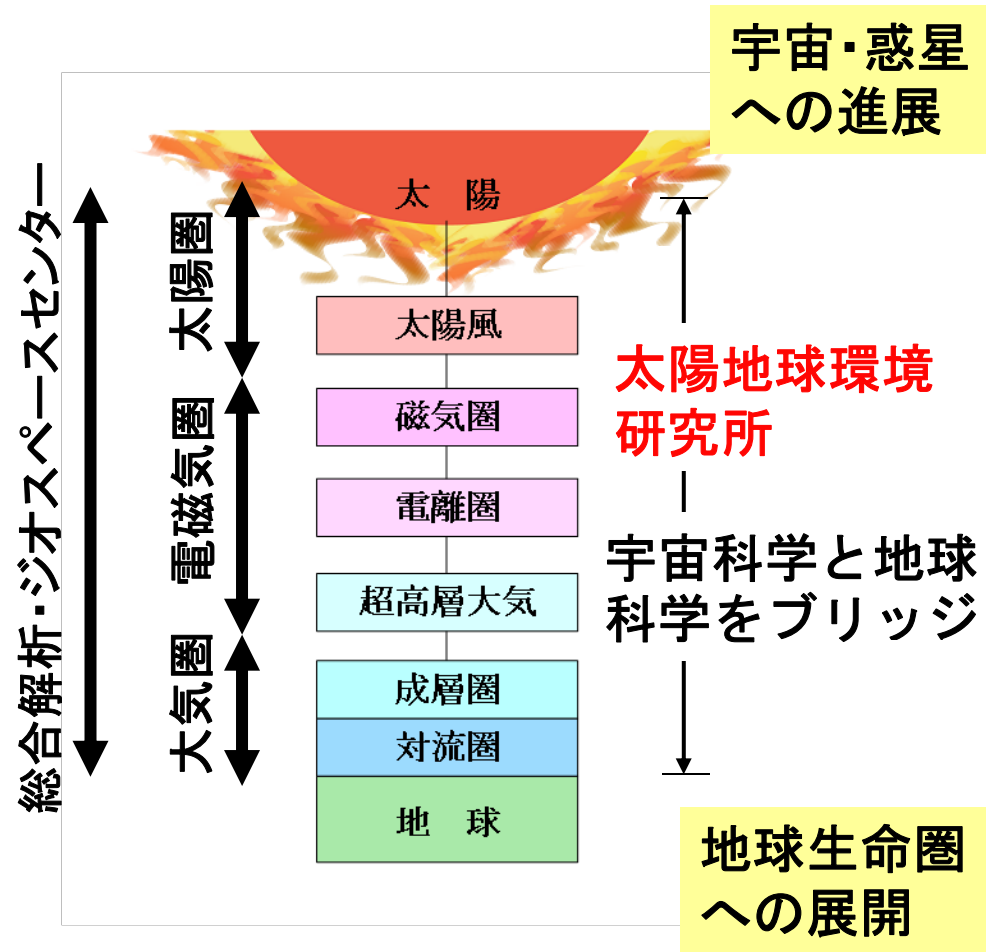 宇宙・惑星
への進展
太　陽
太陽風
磁気圏
電離圏
超高層大気
成層圏
対流圏
地　球
総合解析・ジオスペースセンター
太陽圏
電磁気圏
大気圏
太陽地球環境
研究所
宇宙科学と地球
科学をブリッジ
地球生命圏
への展開